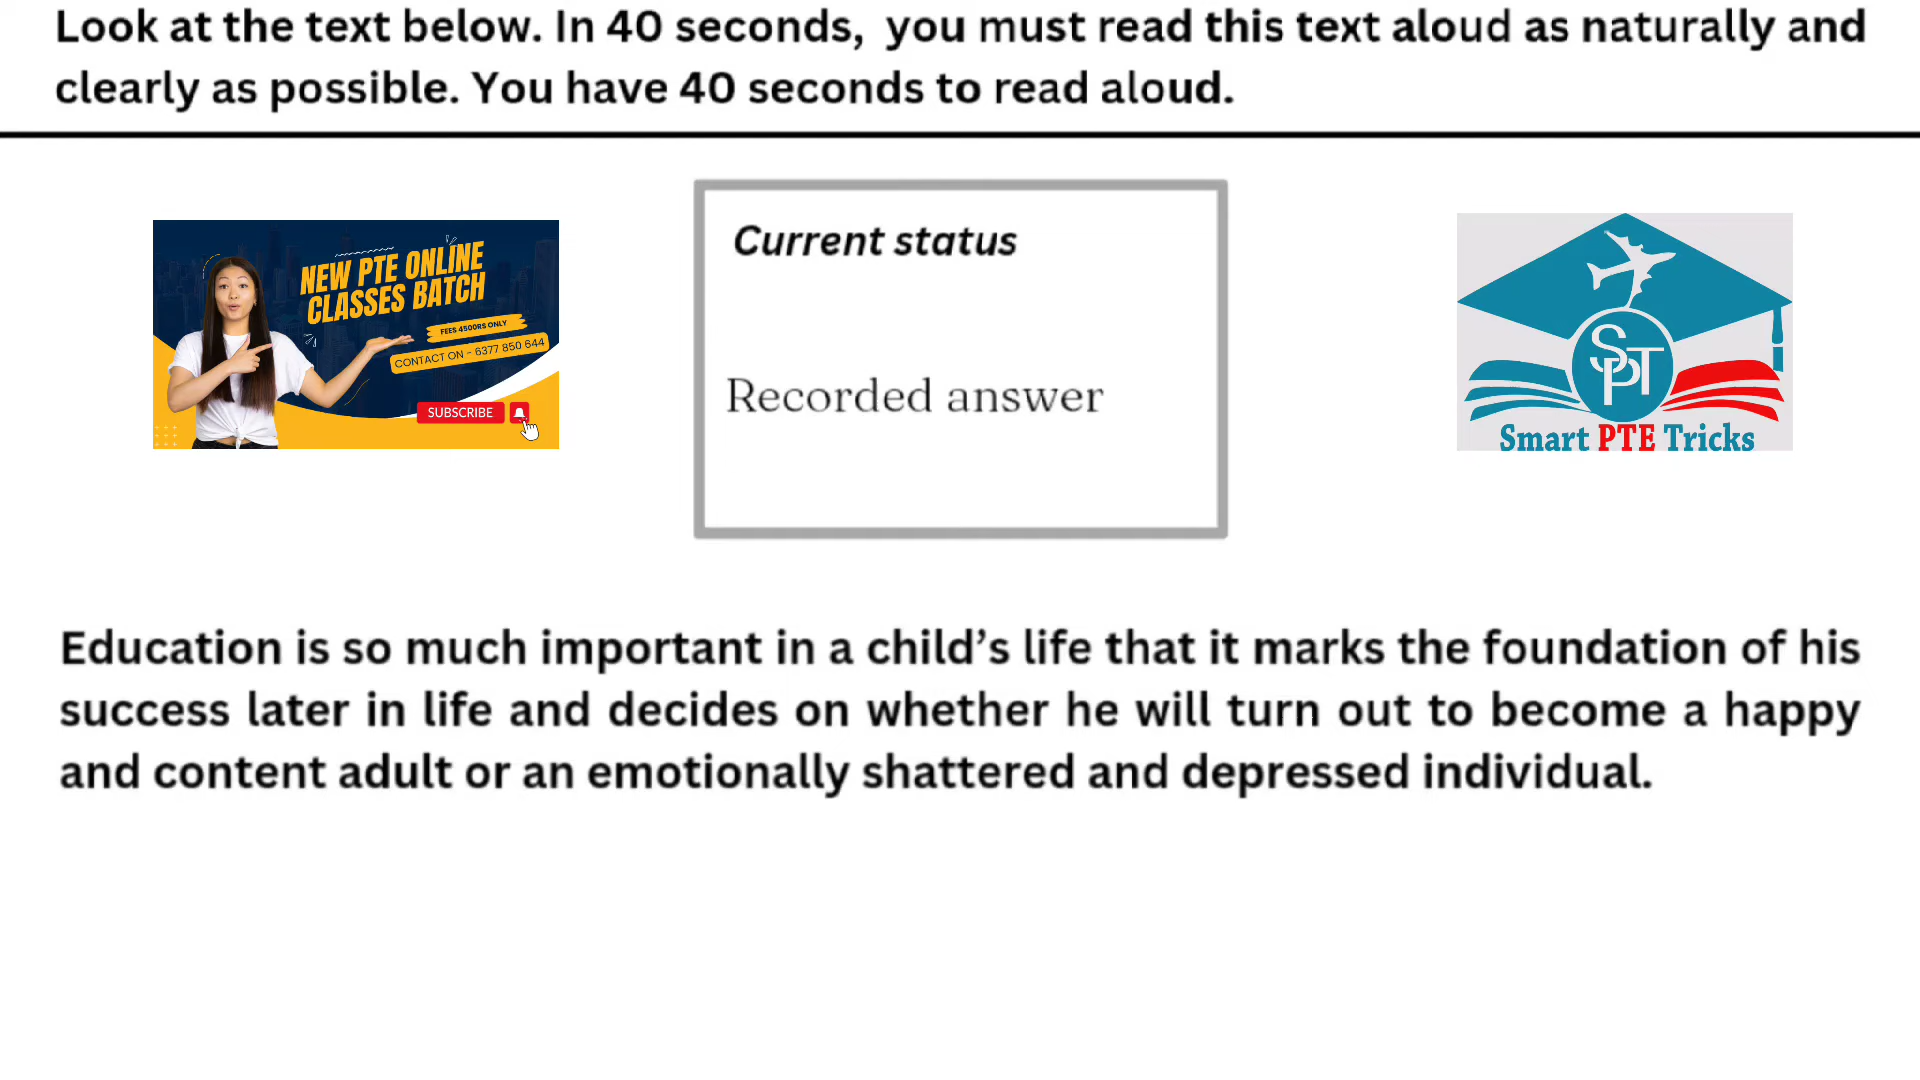 Look at the text below. In 40 seconds, you must read this text aloud as naturally and
clearly as possible. You have 40 seconds to read aloud.
NEW PTE ONLINE
CLASSES BATCH
FEES 4500RS ONLY
CONTACT ON - 6377 850 644
SUBSCRIBE
Current status
Recorded answer
SPT
Smart PTE Tricks
Education is so much important in a child’s life that it marks the foundation of his
success later in life and decides on whether he will turn out to become a happy
and content adult or an emotionally shattered and depressed individual.